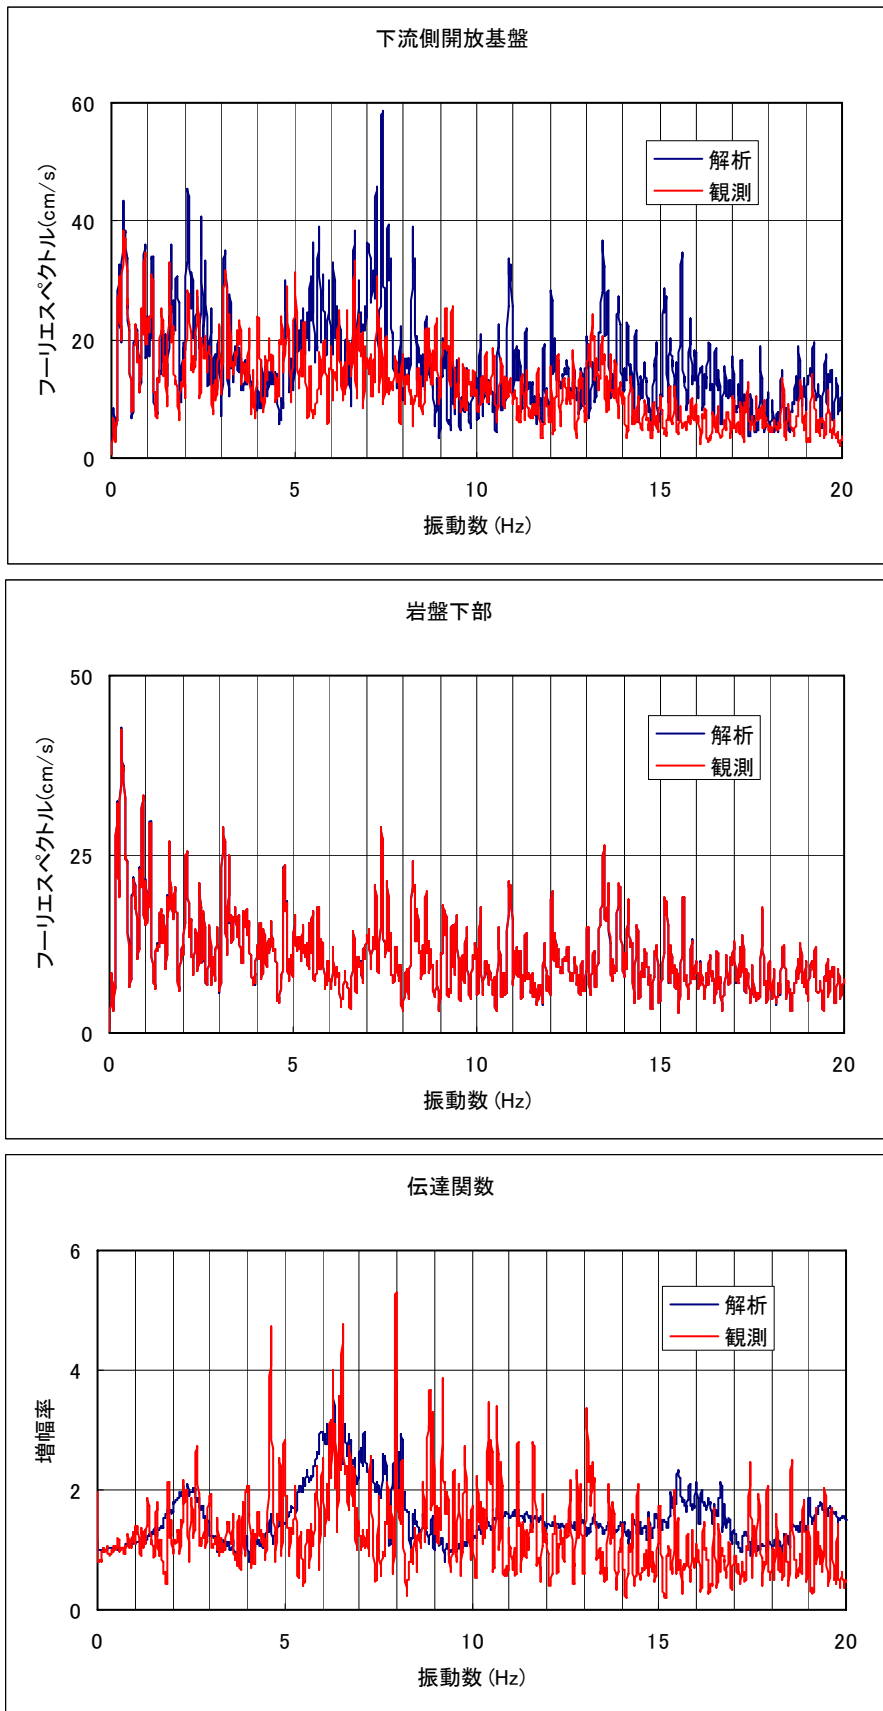 下流側開放基盤
60
40
20
0
フーリエスペクトル(cm/s)
解析
観測
0 5 10 15 20
振動数 (Hz)
岩盤下部
50
25
0
フーリエスペクトル(cm/s)
解析
観測
0 5 10 15 20
振動数 (Hz)
伝達関数
6
4
2
0
増幅率
解析
観測
0 5 10 15 20
振動数 (Hz)